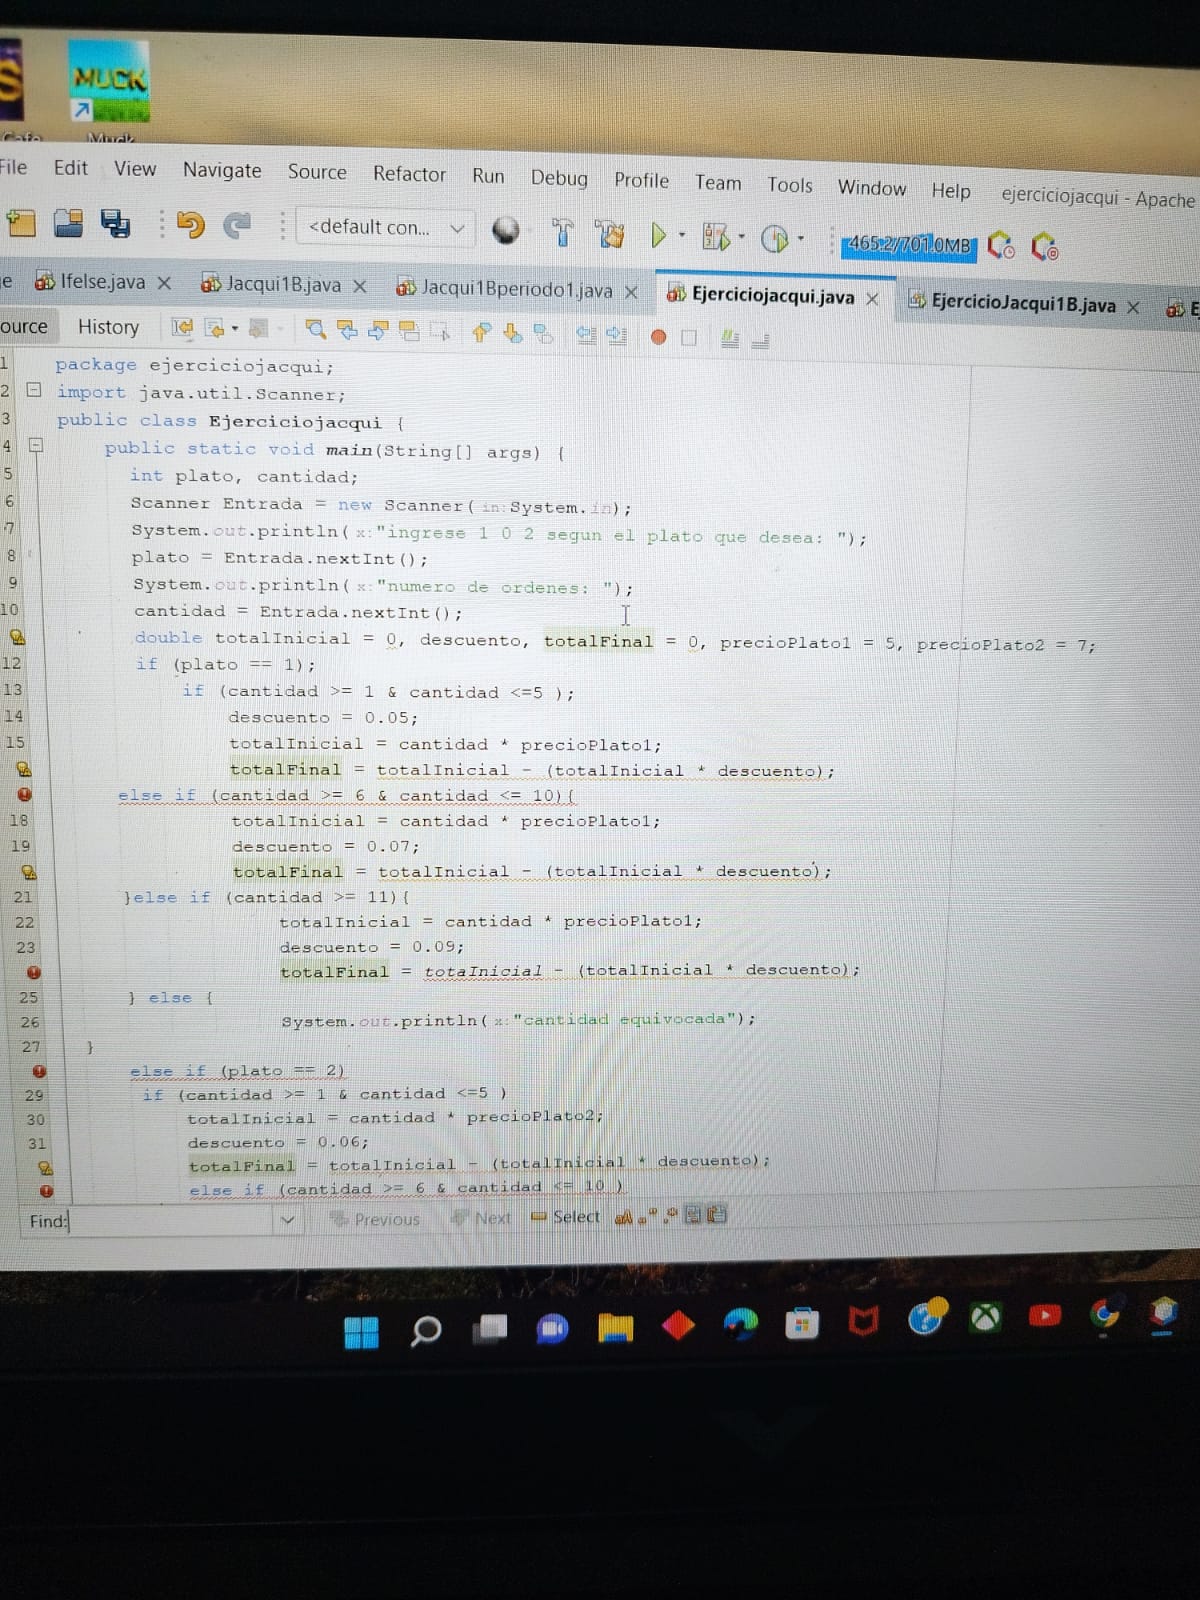 MUCK
Muck
File Edit View Navigate Source Refactor Run Debug Profile Team Tools Window Help ejerciciojacqui - Apache
<default con... 465.2/701.0MB
Ifelse.java Jacqui1B.java Jacqui1Bperiodo1.java Ejerciciojacqui.java EjercicioJacqui1B.java
ource History
1 package ejerciciojacqui;
2 import java.util.Scanner;
3 public class Ejerciciojacqui {
4 public static void main(String[] args) {
5 int plato, cantidad;
6 Scanner Entrada = new Scanner( in: System.in);
7 System.out.println( x: "ingrese 1 0 2 segun el plato que desea: ");
8 plato = Entrada.nextInt();
9 System.out.println( x: "numero de ordenes: ");
10 cantidad = Entrada.nextInt();
double totalInicial = 0, descuento, totalFinal = 0, precioPlato1 = 5, precioPlato2 = 7;
12 if (plato == 1);
13 if (cantidad >= 1 & cantidad <=5 );
14 descuento = 0.05;
15 totalInicial = cantidad * precioPlato1;
totalFinal = totalInicial - (totalInicial * descuento);
else if (cantidad >= 6 & cantidad <= 10){
18 totalInicial = cantidad * precioPlato1;
19 descuento = 0.07;
totalFinal = totalInicial - (totalInicial * descuento);
21 }else if (cantidad >= 11){
22 totalInicial = cantidad * precioPlato1;
23 descuento = 0.09;
totalFinal = totaInicial - (totalInicial * descuento);
25 } else {
26 System.out.println( x: "cantidad equivocada");
27 }
else if (plato == 2)
29 if (cantidad >= 1 & cantidad <=5 )
30 totalInicial = cantidad * precioPlato2;
31 descuento = 0.06;
totalFinal = totalInicial - (totalInicial * descuento);
else if (cantidad >= 6 & cantidad <= 10 )
Find: Previous Next Select